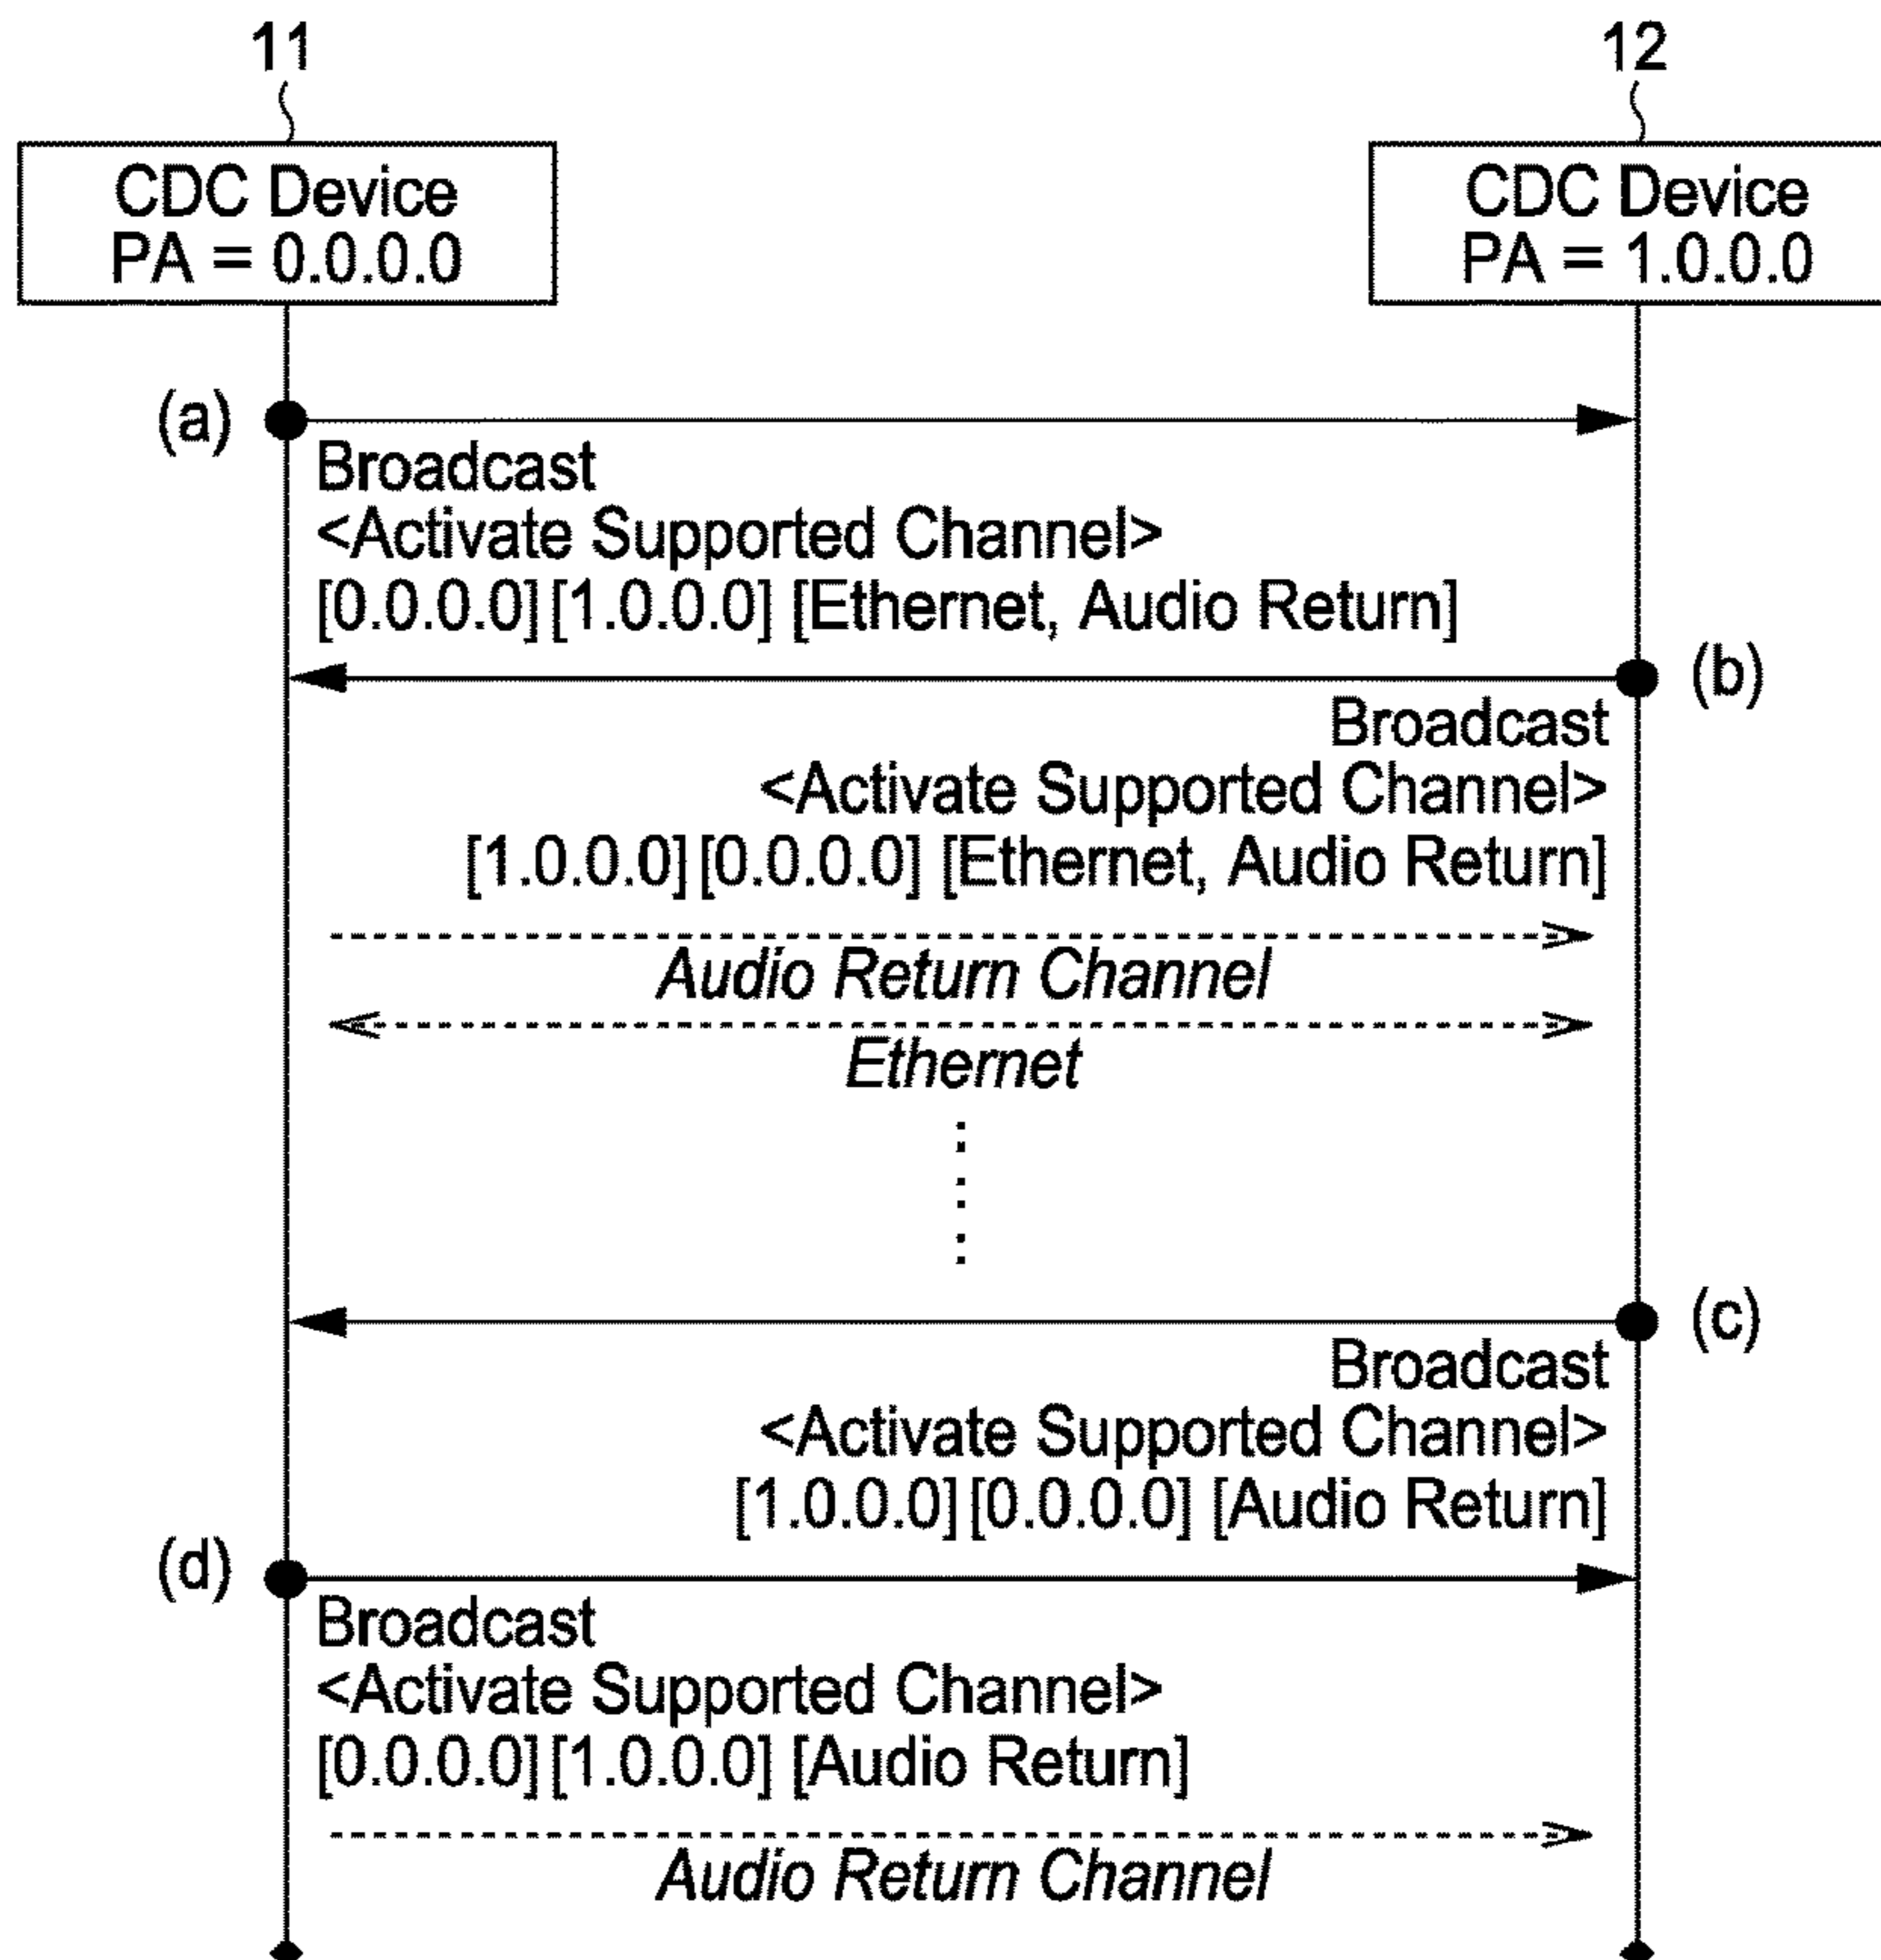 11
12
CDC Device
PA = 0.0.0.0
CDC Device
PA = 1.0.0.0
(a)
Broadcast
<Activate Supported Channel>
[0.0.0.0] [1.0.0.0] [Ethernet, Audio Return]
(b)
Broadcast
<Activate Supported Channel>
[1.0.0.0] [0.0.0.0] [Ethernet, Audio Return]
Audio Return Channel
Ethernet
(c)
Broadcast
<Activate Supported Channel>
[1.0.0.0] [0.0.0.0] [Audio Return]
(d)
Broadcast
<Activate Supported Channel>
[0.0.0.0] [1.0.0.0] [Audio Return]
Audio Return Channel